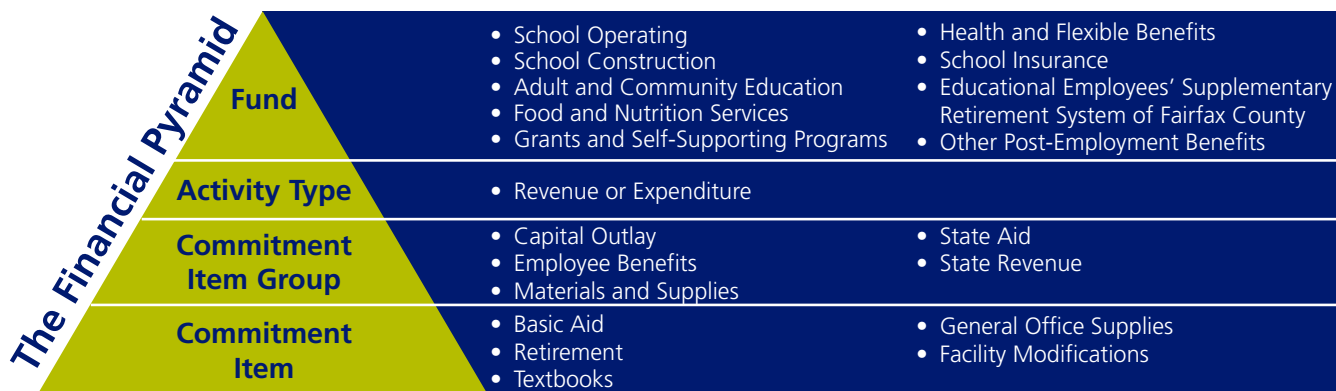 The Financial Pyramid
Fund
• School Operating
• School Construction
• Adult and Community Education
• Food and Nutrition Services
• Grants and Self-Supporting Programs
• Health and Flexible Benefits
• School Insurance
• Educational Employees’ Supplementary
Retirement System of Fairfax County
• Other Post-Employment Benefits
Activity Type
• Revenue or Expenditure
Commitment
Item Group
• Capital Outlay
• Employee Benefits
• Materials and Supplies
• State Aid
• State Revenue
Commitment
Item
• Basic Aid
• Retirement
• Textbooks
• General Office Supplies
• Facility Modifications